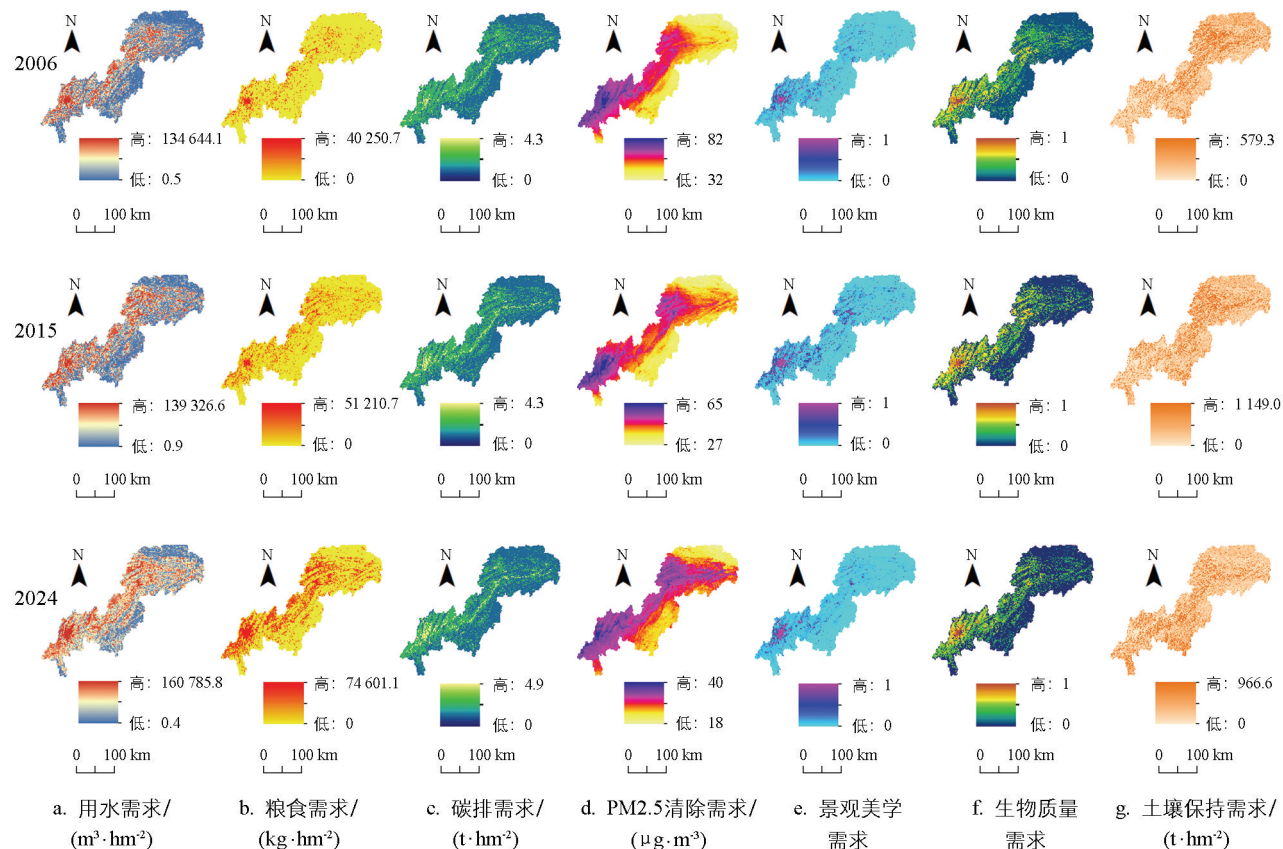 N N N N N N N
2006
高：134 644.1 高：40 250.7 高：4.3 高：82 高：1 高：1 高：579.3
低：0.5 低：0 低：0 低：32 低：0 低：0 低：0
0 100 km 0 100 km 0 100 km 0 100 km 0 100 km 0 100 km 0 100 km
N N N N N N N
2015
高：139 326.6 高：51 210.7 高：4.3 高：65 高：1 高：1 高：1 149.0
低：0.9 低：0 低：0 低：27 低：0 低：0 低：0
0 100 km 0 100 km 0 100 km 0 100 km 0 100 km 0 100 km 0 100 km
N N N N N N N
2024
高：160 785.8 高：74 601.1 高：4.9 高：40 高：1 高：1 高：966.6
低：0.4 低：0 低：0 低：18 低：0 低：0 低：0
0 100 km 0 100 km 0 100 km 0 100 km 0 100 km 0 100 km 0 100 km
a. 用水需求/ b. 粮食需求/ c. 碳排需求/ d. PM2.5清除需求/ e. 景观美学 f. 生物质量 g. 土壤保持需求/
(m³·hm⁻²) (kg·hm⁻²) (t·hm⁻²) (μg·m⁻³) 需求 需求 (t·hm⁻²)